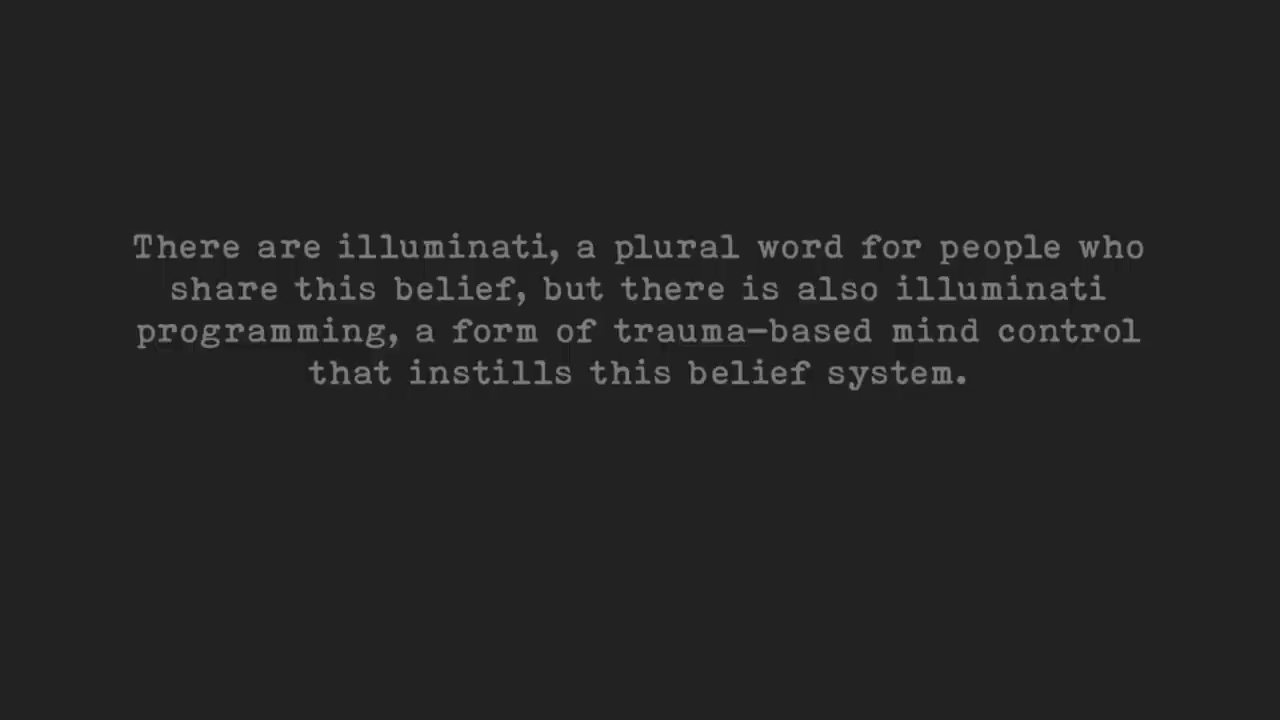 There are illuminati, a plural word for people who
share this belief, but there is also illuminati
programming, a form of trauma-based mind control
that instills this belief system.